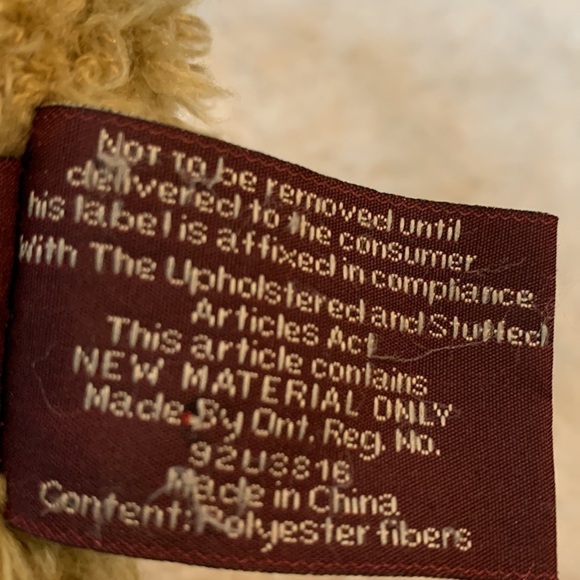 Not to be removed until
delivered to the consumer
his label is affixed in compliance
With The Upholstered and Stuffed
Articles Act
This article contains
NEW MATERIAL ONLY
Made By Ont. Reg. No.
92U3816
Made in China
Content: Polyester fibers